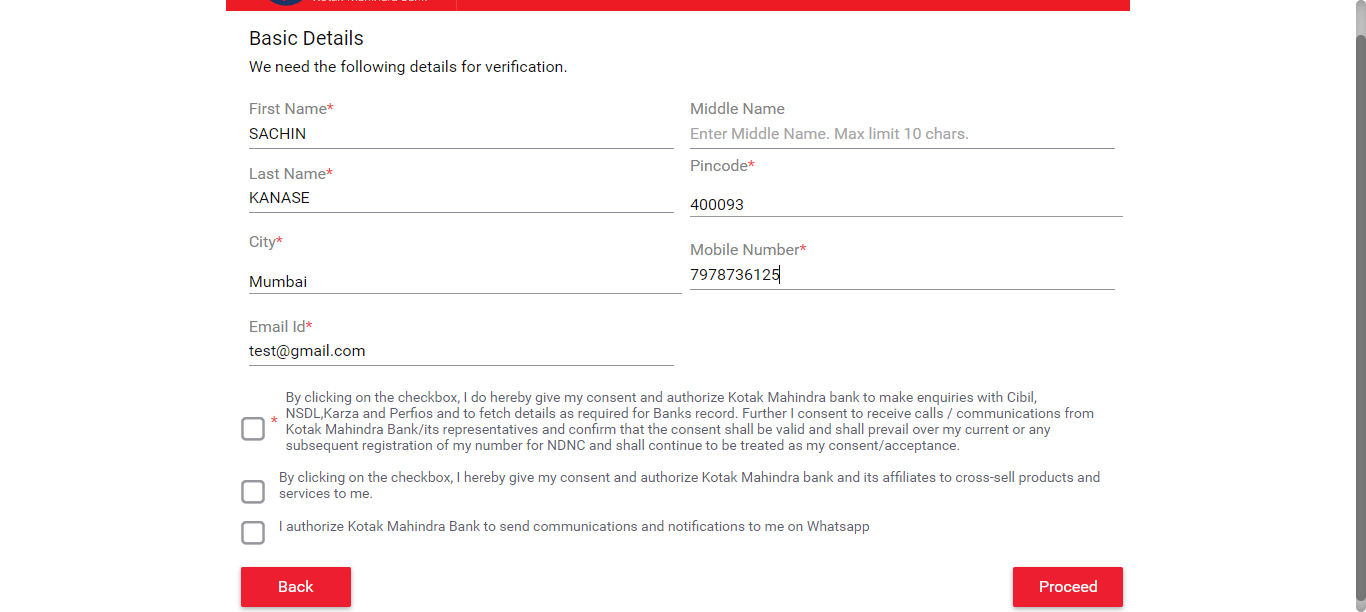 Basic Details
We need the following details for verification.
First Name*
SACHIN
Middle Name
Enter Middle Name. Max limit 10 chars.
Last Name*
KANASE
Pincode*
400093
City*
Mumbai
Mobile Number*
7978736125
Email Id*
test@gmail.com
By clicking on the checkbox, I do hereby give my consent and authorize Kotak Mahindra bank to make enquiries with Cibil,
* NSDL,Karza and Perfios and to fetch details as required for Banks record. Further I consent to receive calls / communications from
Kotak Mahindra Bank/its representatives and confirm that the consent shall be valid and shall prevail over my current or any
subsequent registration of my number for NDNC and shall continue to be treated as my consent/acceptance.
By clicking on the checkbox, I hereby give my consent and authorize Kotak Mahindra bank and its affiliates to cross-sell products and
services to me.
I authorize Kotak Mahindra Bank to send communications and notifications to me on Whatsapp
Back
Proceed